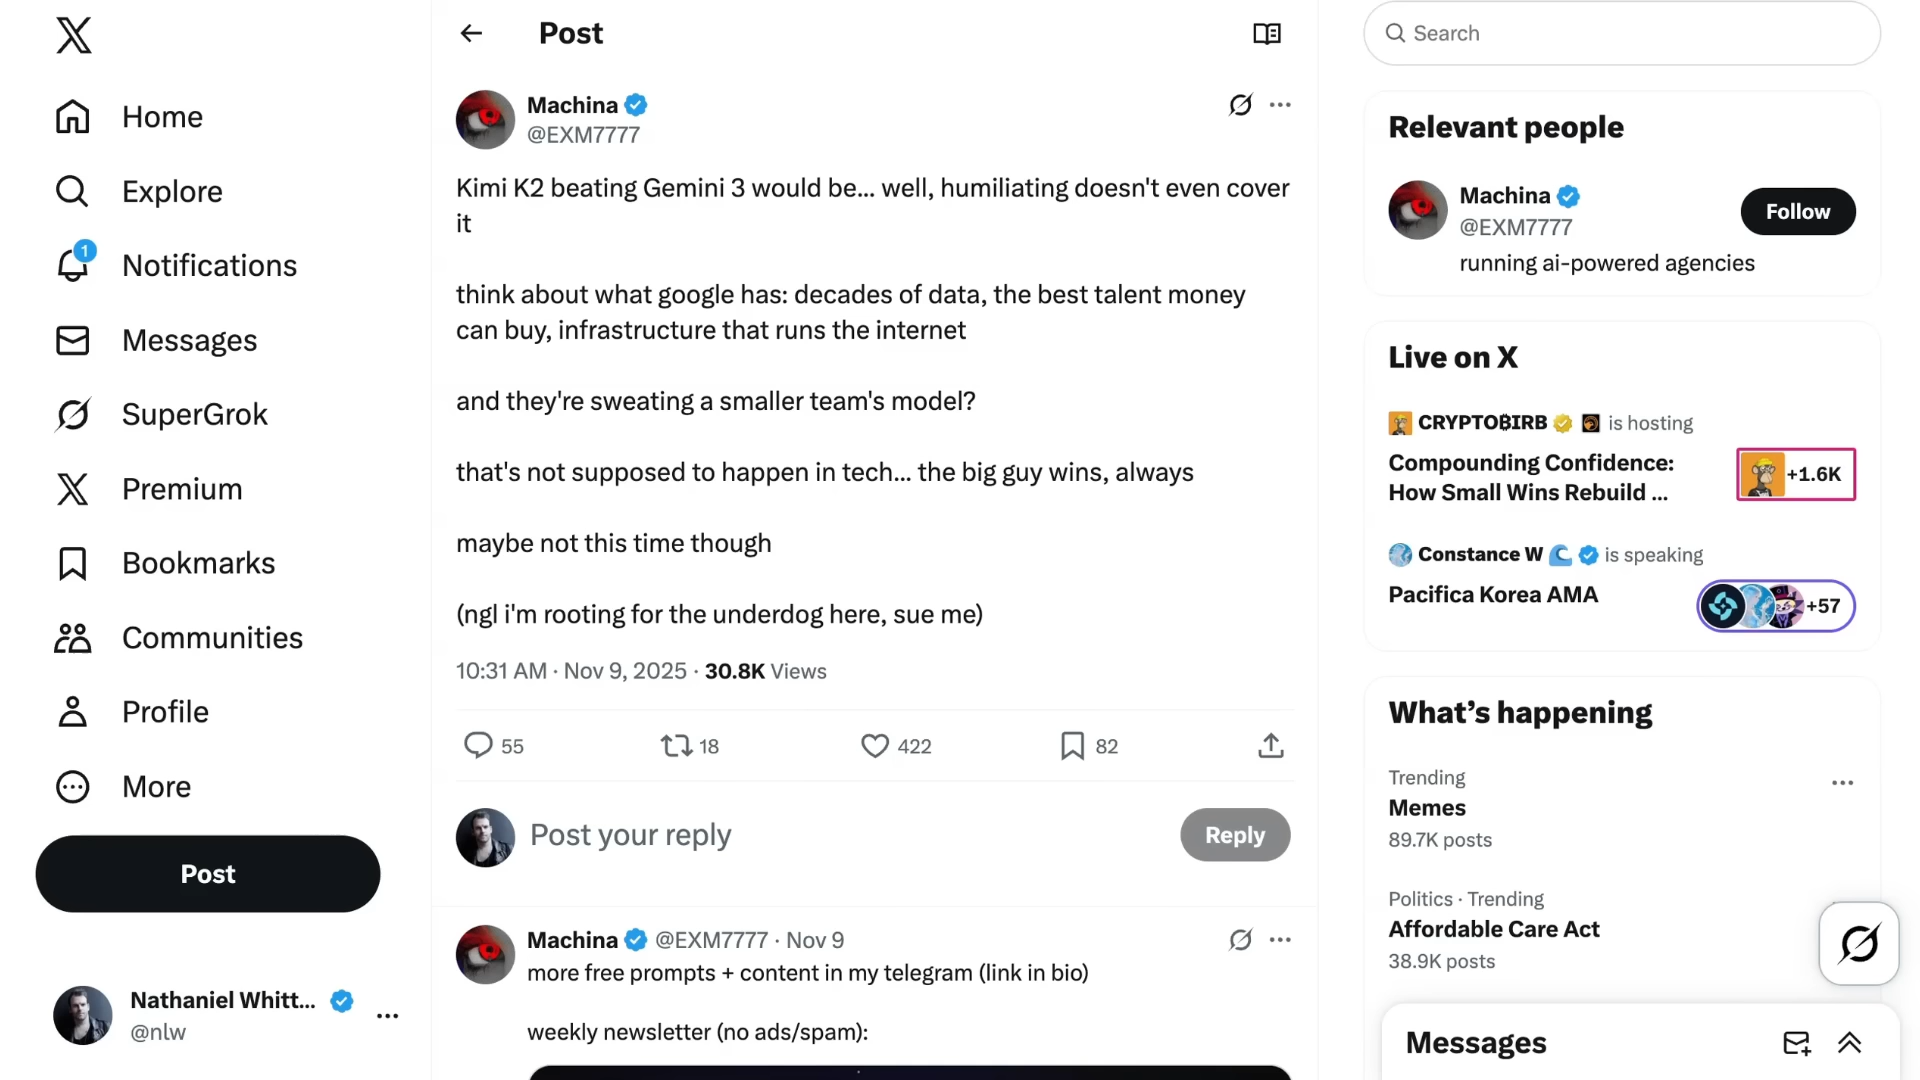 Home
Explore
1
Notifications
Messages
SuperGrok
Premium
Bookmarks
Communities
Profile
More
Post
Nathaniel Whitt...
@nlw
Post
Machina
@EXM7777
Kimi K2 beating Gemini 3 would be... well, humiliating doesn't even cover
it
think about what google has: decades of data, the best talent money
can buy, infrastructure that runs the internet
and they're sweating a smaller team's model?
that's not supposed to happen in tech... the big guy wins, always
maybe not this time though
(ngl i'm rooting for the underdog here, sue me)
10:31 AM · Nov 9, 2025 · 30.8K Views
55 18 422 82
Post your reply
Reply
Machina @EXM7777 · Nov 9
more free prompts + content in my telegram (link in bio)
weekly newsletter (no ads/spam):
Search
Relevant people
Machina
@EXM7777
Follow
running ai-powered agencies
Live on X
CRYPTO₿IRB is hosting
Compounding Confidence:
How Small Wins Rebuild ...
+1.6K
Constance W is speaking
Pacifica Korea AMA
+57
What's happening
Trending
Memes
89.7K posts
Politics · Trending
Affordable Care Act
38.9K posts
Messages